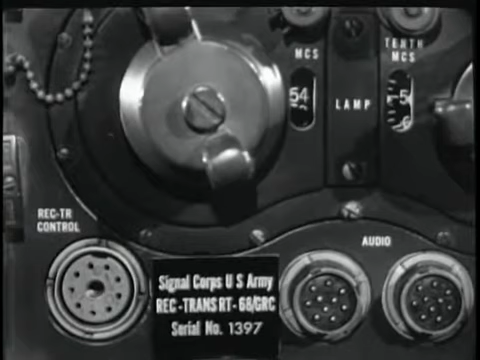 MCS
TENTH
MCS
54
LAMP
5
REC-TR
CONTROL
AUDIO
Signal Corps U S Army
REC-TRANS RT-68/GRC
Serial No. 1397